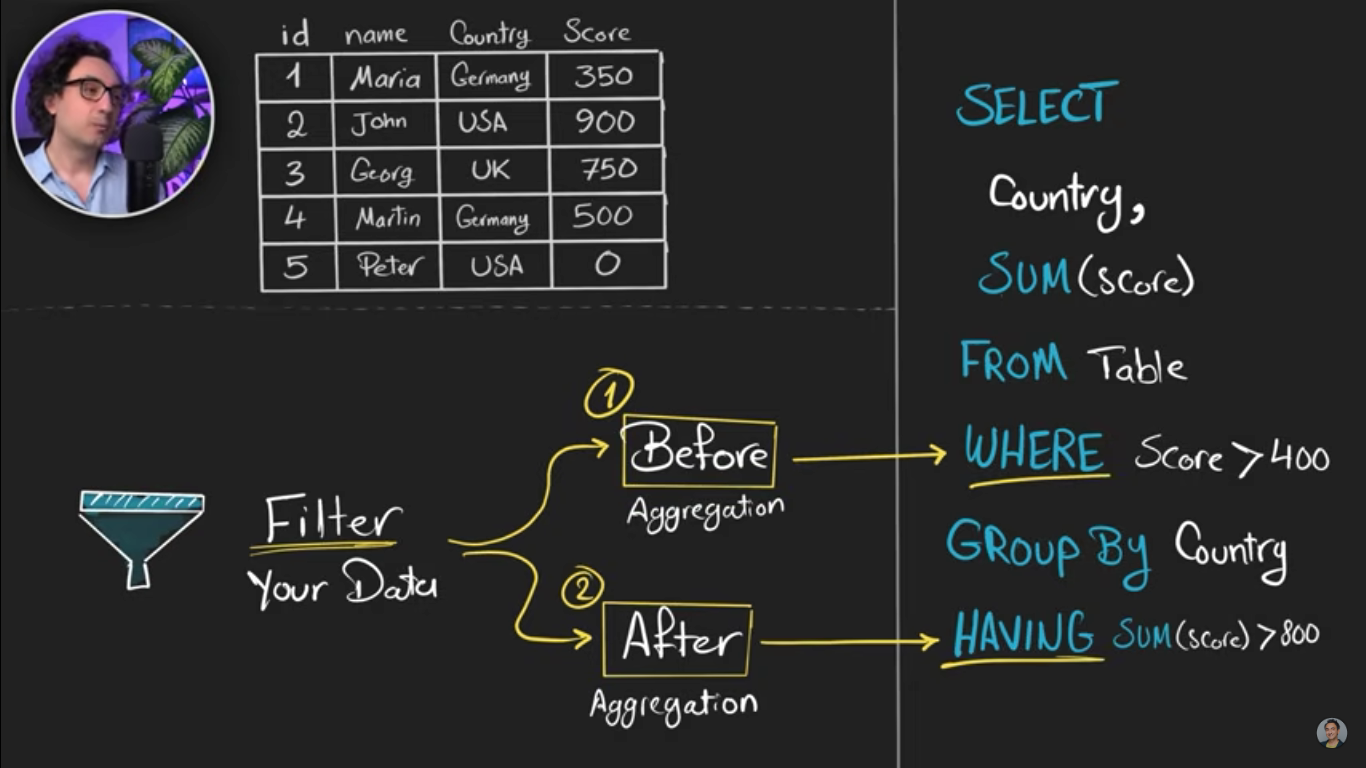 id name Country Score
1 Maria Germany 350
2 John USA 900
3 Georg UK 750
4 Martin Germany 500
5 Peter USA 0
Filter
Your Data
1
Before
Aggregation
2
After
Aggregation
SELECT
Country,
SUM(score)
FROM Table
WHERE Score > 400
GROUP BY Country
HAVING SUM(score) > 800